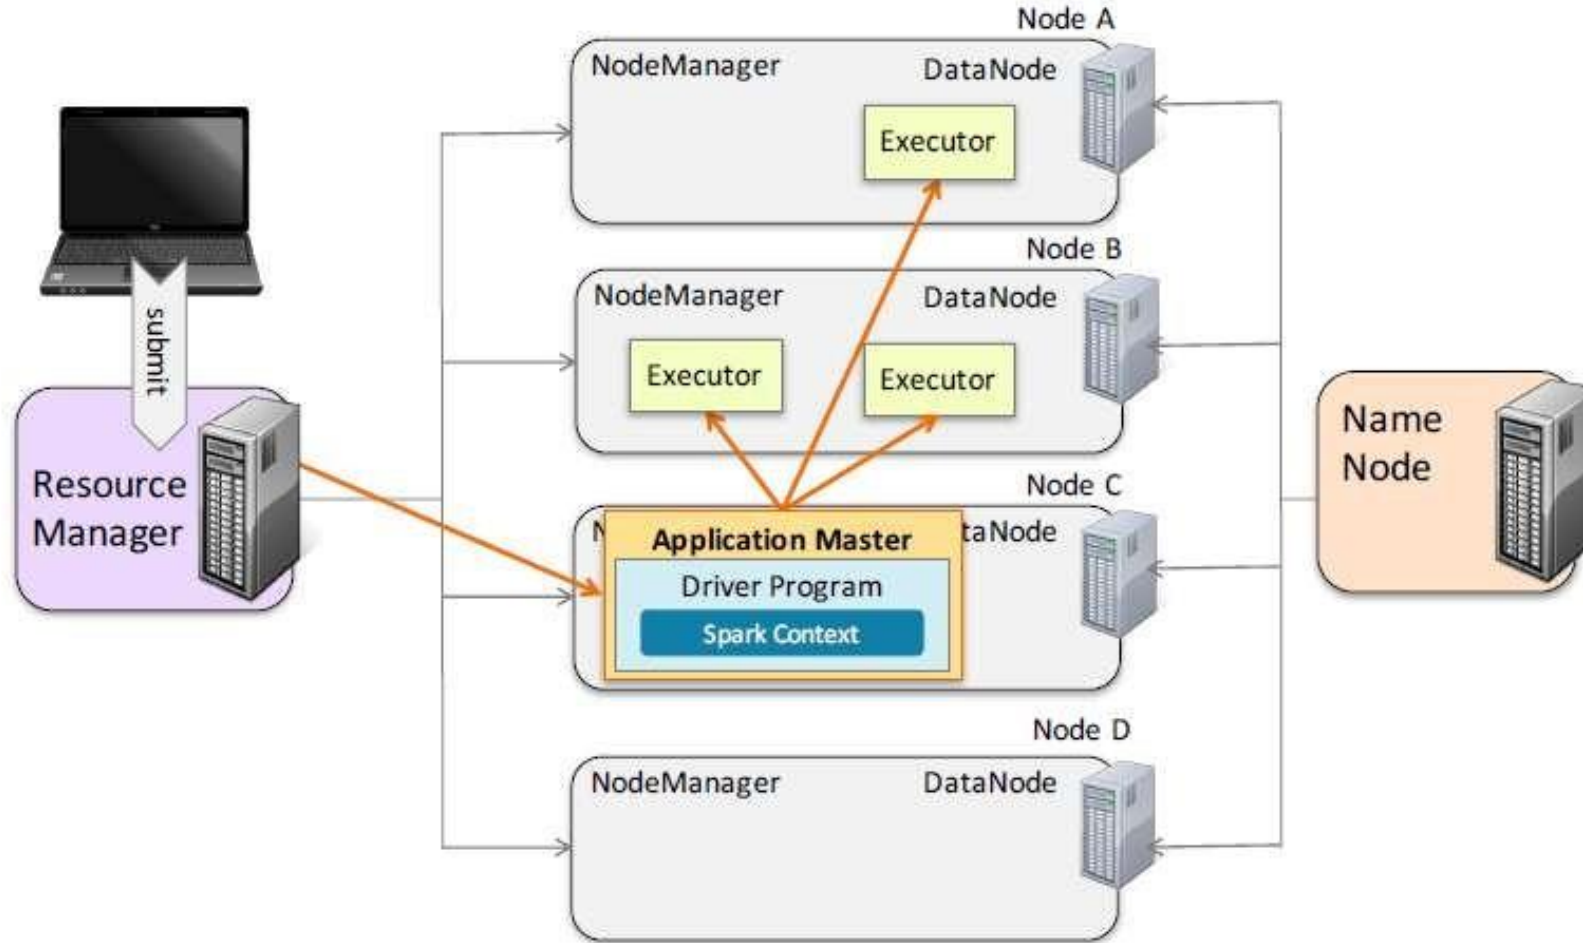 submit
Resource
Manager
Node A
NodeManager
DataNode
Executor
Node B
NodeManager
DataNode
Executor
Executor
Node C
N
taNode
Application Master
Driver Program
Spark Context
Node D
NodeManager
DataNode
Name
Node